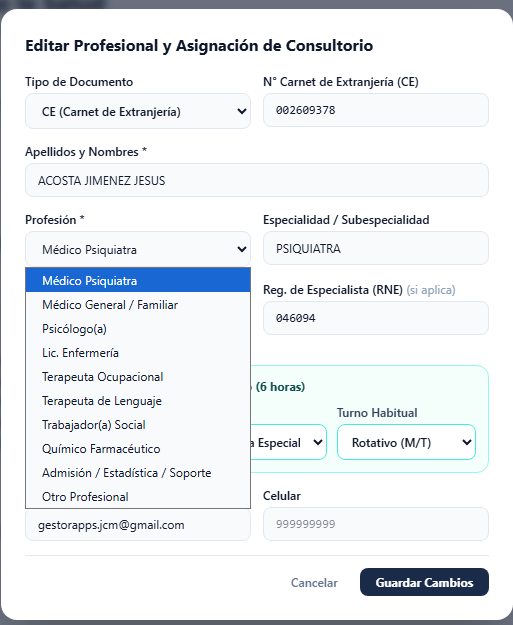 Editar Profesional y Asignación de Consultorio
Tipo de Documento
N° Carnet de Extranjería (CE)
CE (Carnet de Extranjería)
002609378
Apellidos y Nombres *
ACOSTA JIMENEZ JESUS
Profesión *
Especialidad / Subespecialidad
Médico Psiquiatra
PSIQUIATRA
Médico Psiquiatra
Médico General / Familiar
Psicólogo(a)
Lic. Enfermería
Terapeuta Ocupacional
Terapeuta de Lenguaje
Trabajador(a) Social
Químico Farmacéutico
Admisión / Estadística / Soporte
Otro Profesional
Reg. de Especialista (RNE) (si aplica)
046094
(6 horas)
Turno Habitual
a Especial
Rotativo (M/T)
Celular
gestorapps.jcm@gmail.com
999999999
Cancelar
Guardar Cambios